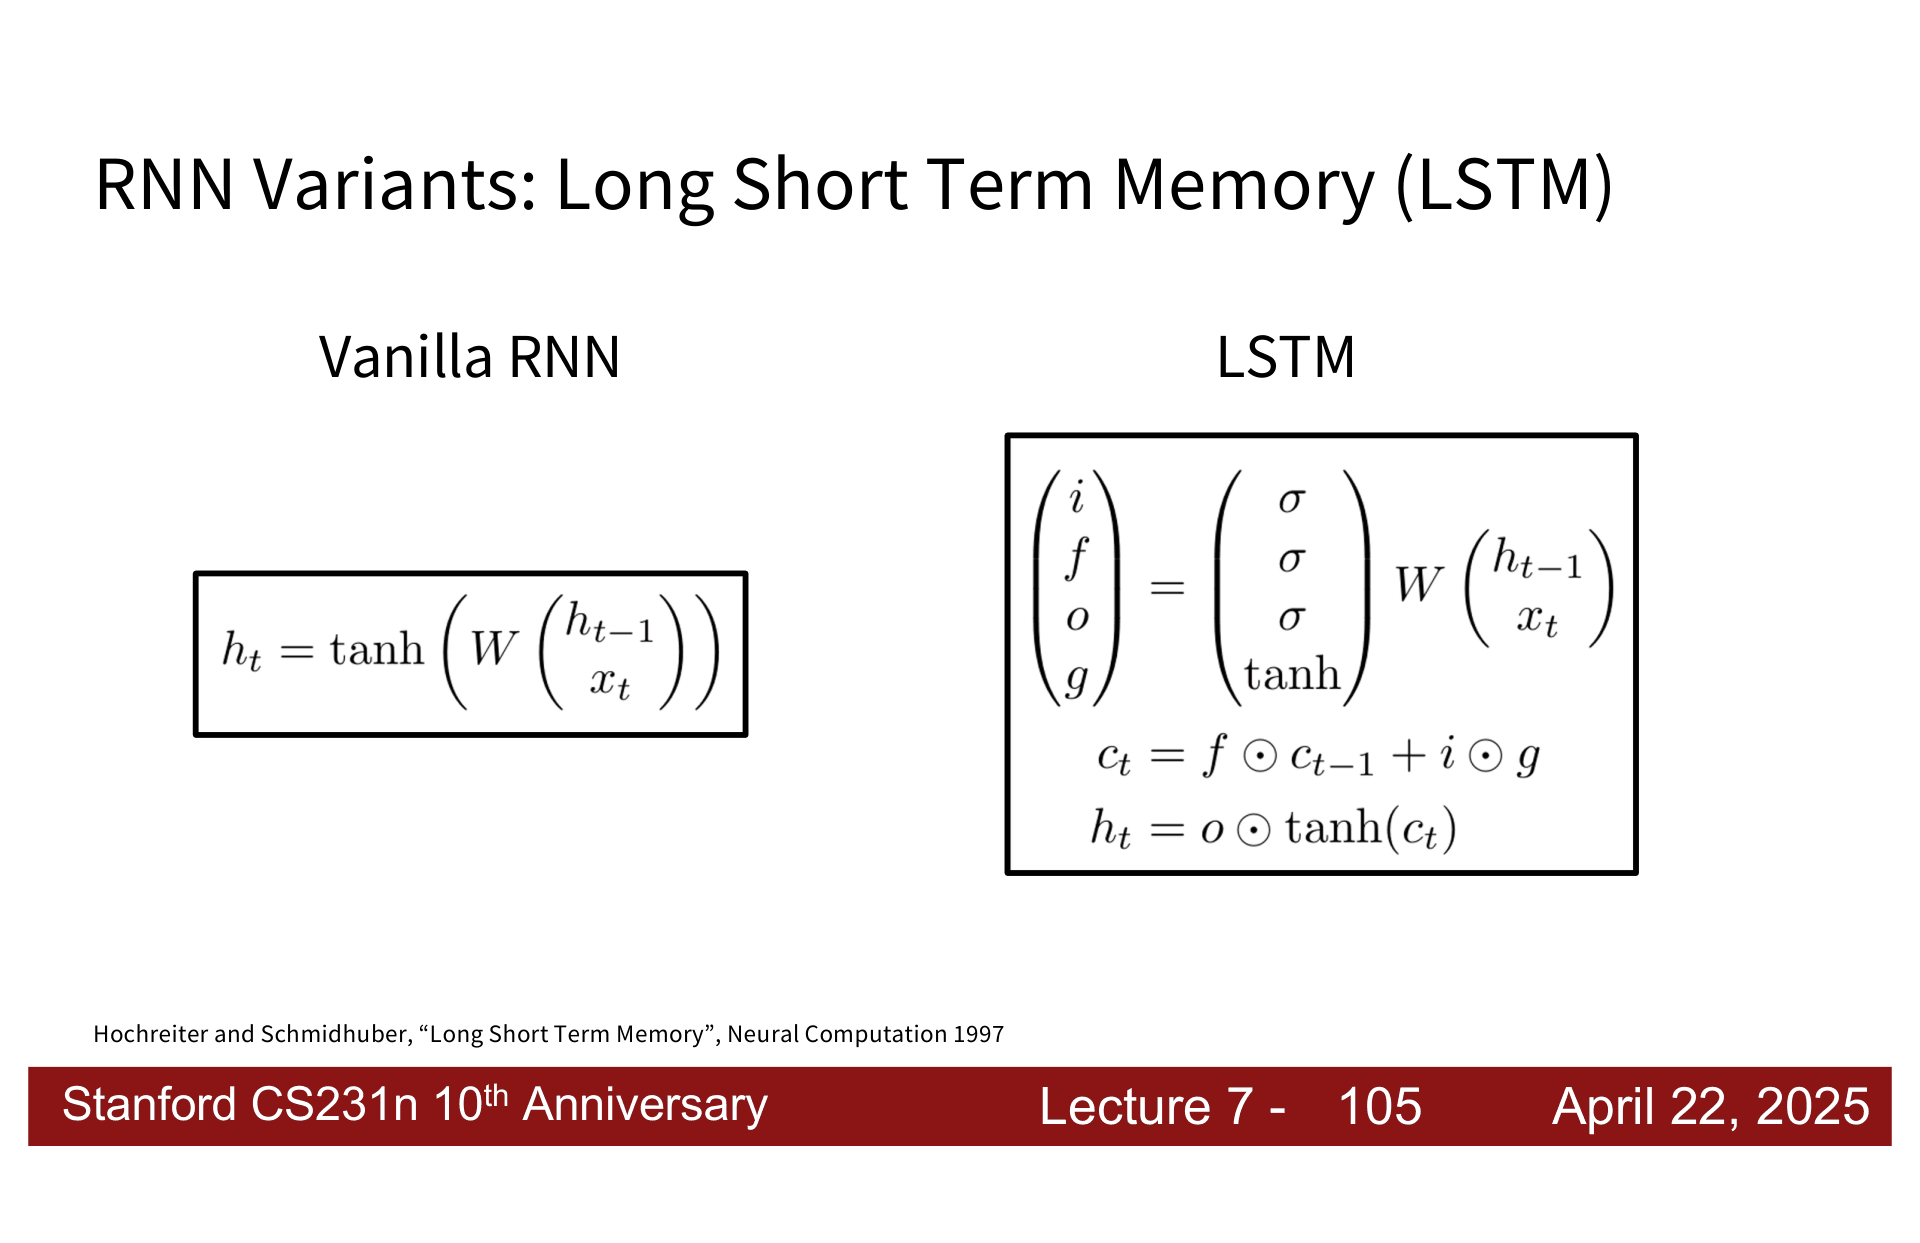 RNN Variants: Long Short Term Memory (LSTM)
Vanilla RNN
h_t = tanh ( W ( h_{t-1} x_t ) )
LSTM
( i f o g ) = ( σ σ σ tanh ) W ( h_{t-1} x_t )
c_t = f ⊙ c_{t-1} + i ⊙ g
h_t = o ⊙ tanh(c_t)
Hochreiter and Schmidhuber, “Long Short Term Memory”, Neural Computation 1997
Stanford CS231n 10th Anniversary Lecture 7 - 105 April 22, 2025